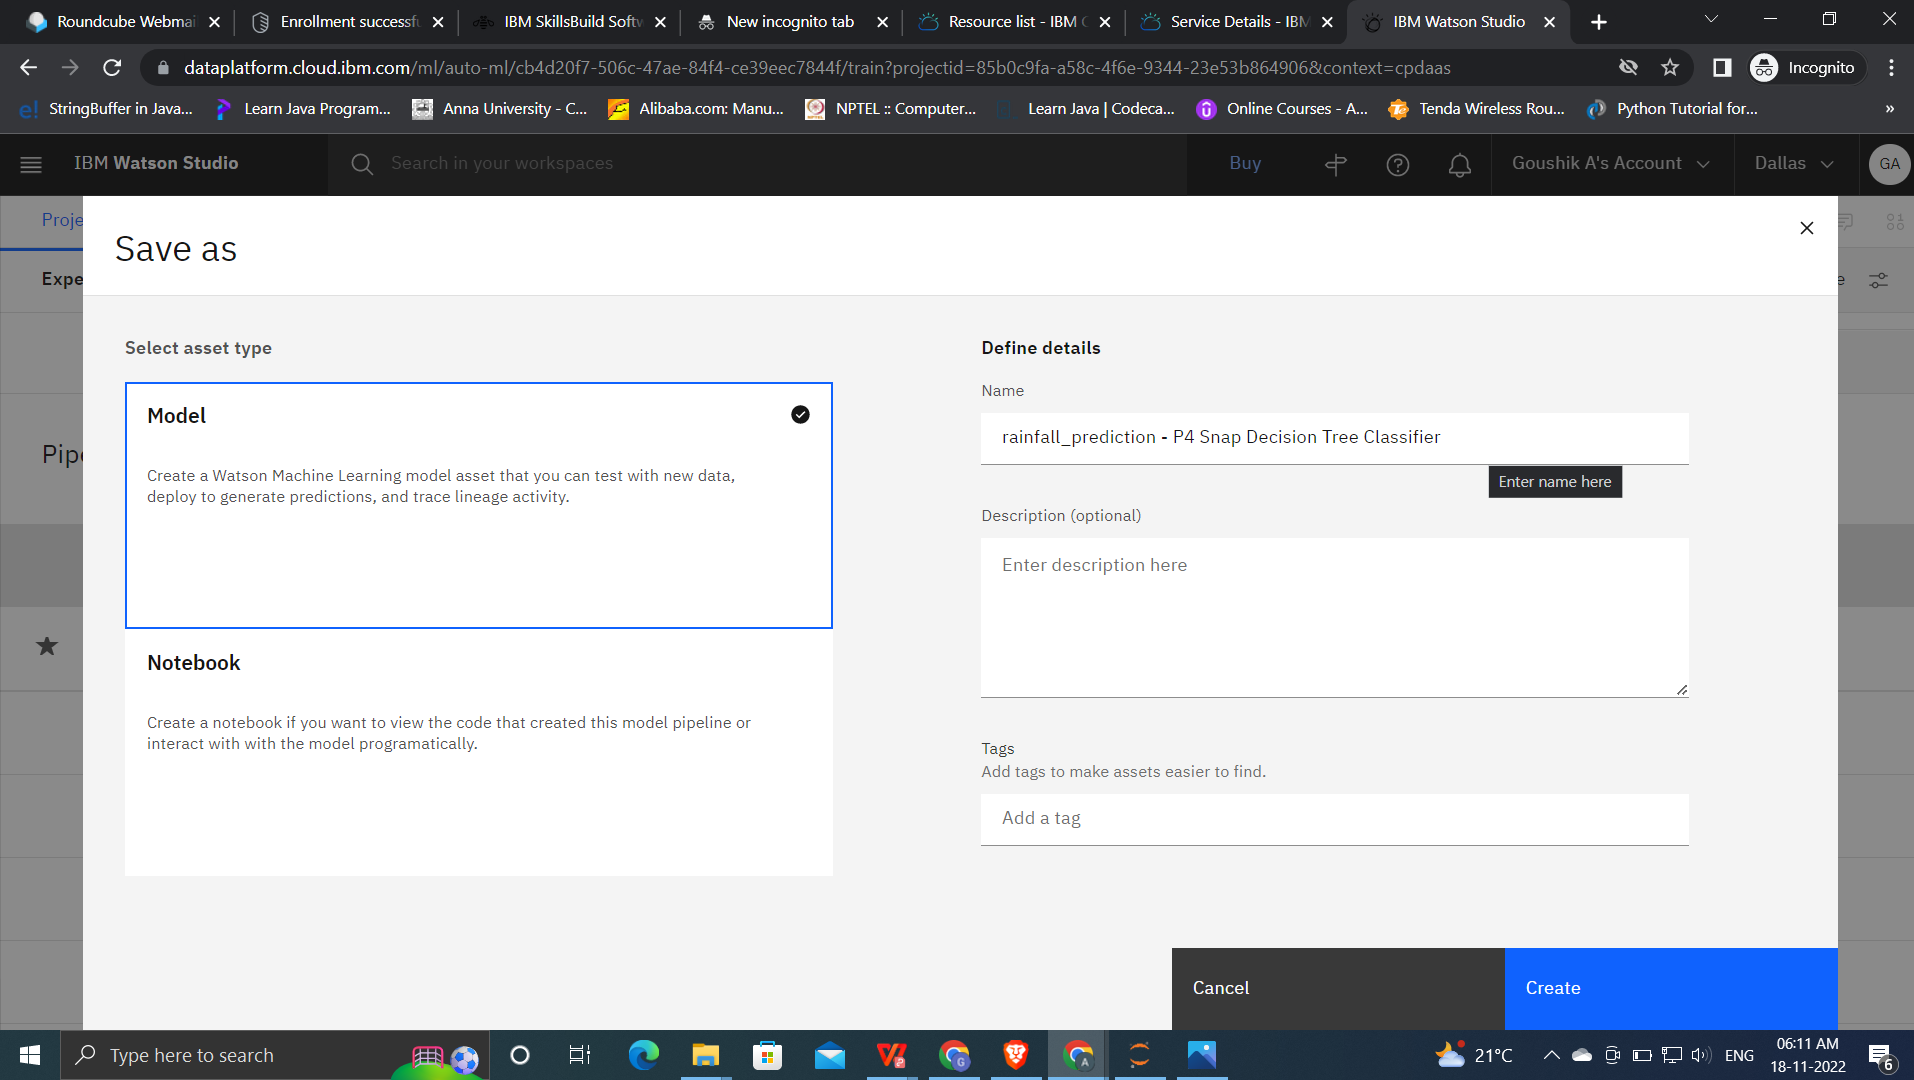 Roundcube Webmai
Enrollment successfu
IBM SkillsBuild Softw
New incognito tab
Resource list - IBM C
Service Details - IBM
IBM Watson Studio
dataplatform.cloud.ibm.com/ml/auto-ml/cb4d20f7-506c-47ae-84f4-ce39eec7844f/train?projectid=85b0c9fa-a58c-4f6e-9344-23e53b864906&context=cpdaas
Incognito
StringBuffer in Java...
Learn Java Program...
Anna University - C...
Alibaba.com: Manu...
NPTEL :: Computer...
Learn Java | Codeca...
Online Courses - A...
Tenda Wireless Rou...
Python Tutorial for...
»
IBM Watson Studio
Search in your workspaces
Buy
Goushik A's Account
Dallas
GA
Proje
Save as
Expe
e
Select asset type
Define details
Name
Model
rainfall_prediction - P4 Snap Decision Tree Classifier
Pip
Create a Watson Machine Learning model asset that you can test with new data,
deploy to generate predictions, and trace lineage activity.
Enter name here
Description (optional)
Enter description here
Notebook
Create a notebook if you want to view the code that created this model pipeline or
interact with with the model programatically.
Tags
Add tags to make assets easier to find.
Add a tag
Cancel
Create
Type here to search
21°C
ENG
06:11 AM
18-11-2022
6